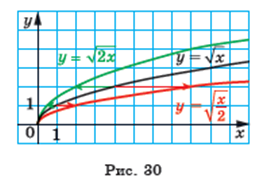 y
y = √2x
y = √x
1
y = √x/2
0 1 x
Рис. 30